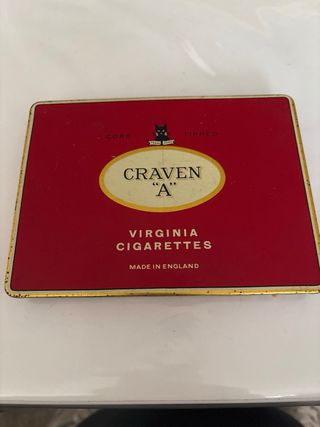 CORK TIPPED
CRAVEN
"A"
VIRGINIA
CIGARETTES
MADE IN ENGLAND